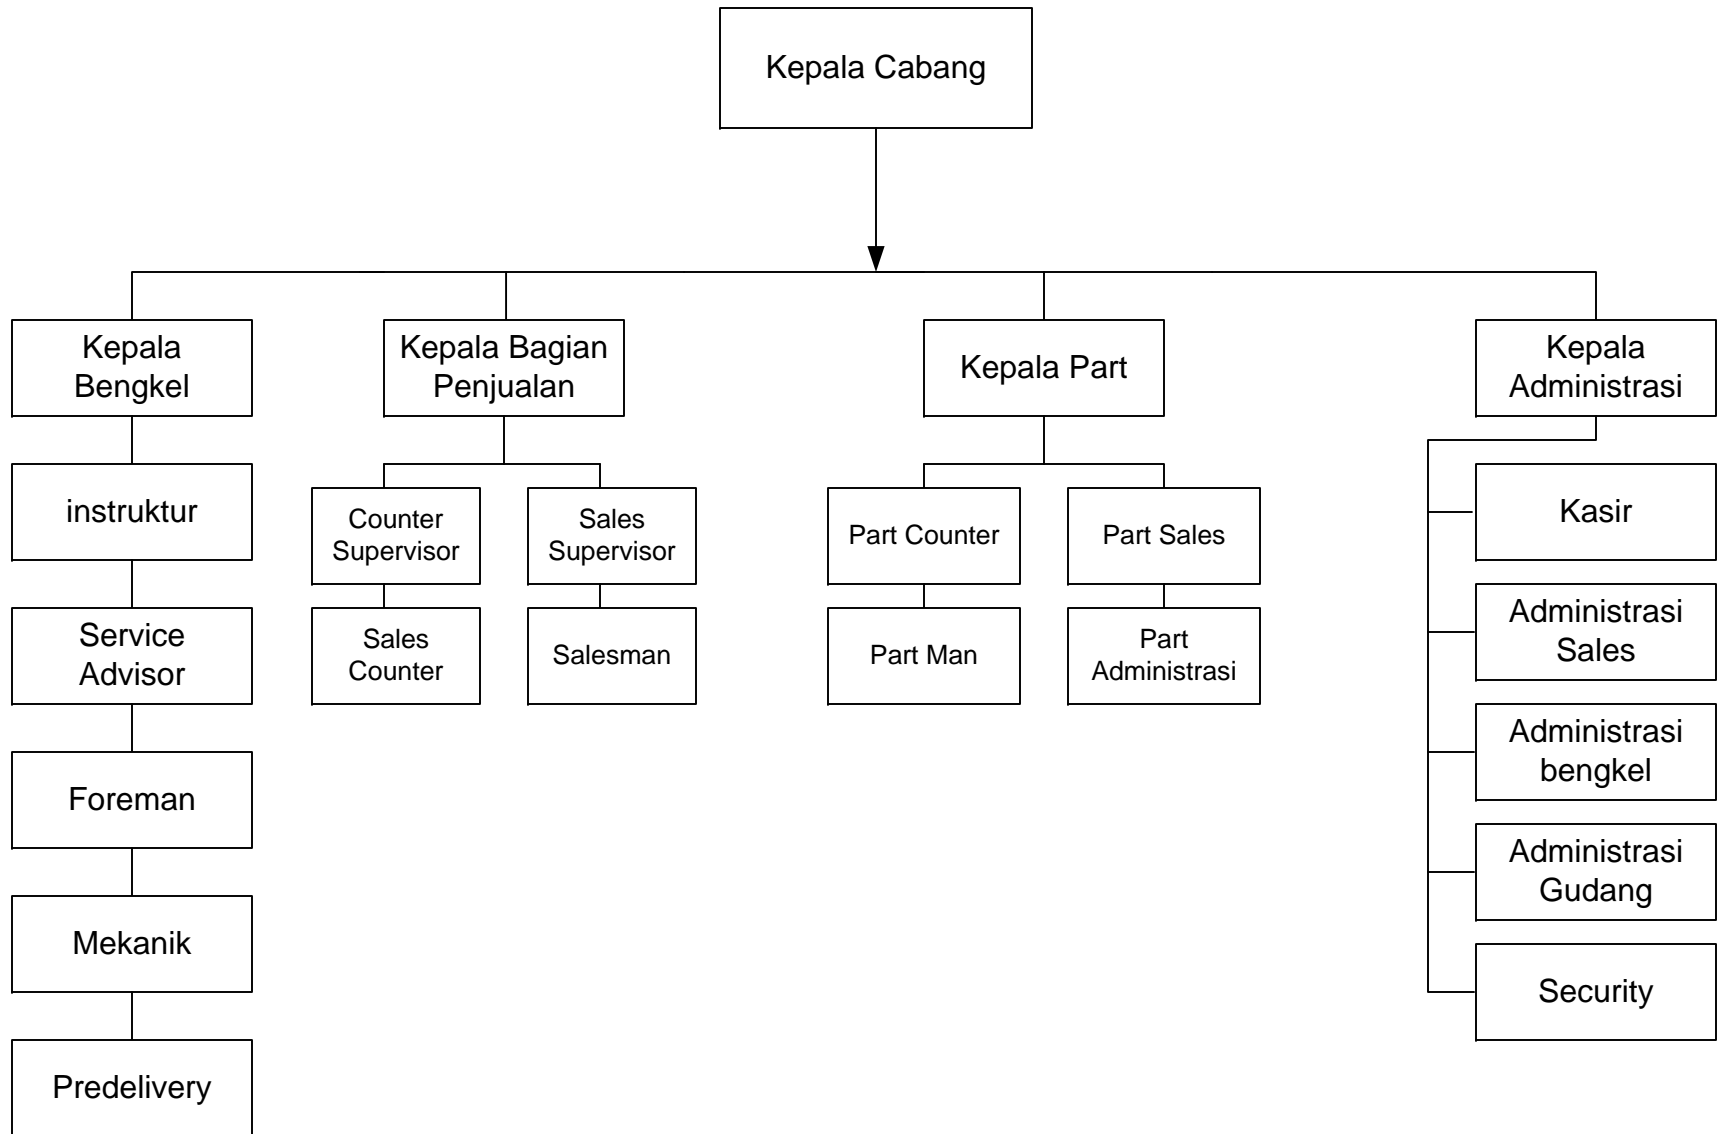 Kepala Cabang
Kepala
Bengkel
Kepala Bagian
Penjualan
Kepala Part
Kepala
Administrasi
instruktur
Counter
Supervisor
Sales
Supervisor
Part Counter
Part Sales
Kasir
Service
Advisor
Sales
Counter
Salesman
Part Man
Part
Administrasi
Administrasi
Sales
Foreman
Administrasi
bengkel
Mekanik
Administrasi
Gudang
Predelivery
Security